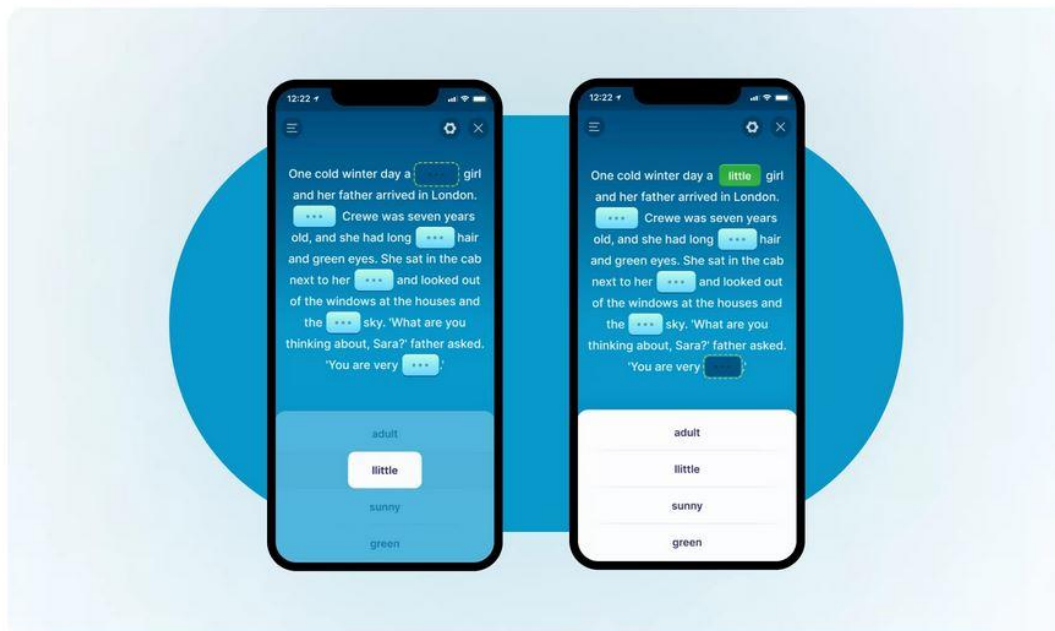 12:22
One cold winter day a ... girl
and her father arrived in London.
... Crewe was seven years
old, and she had long ... hair
and green eyes. She sat in the cab
next to her ... and looked out
of the windows at the houses and
the ... sky. 'What are you
thinking about, Sara?' father asked.
'You are very ... .'
adult
llittle
sunny
green
12:22
One cold winter day a little girl
and her father arrived in London.
... Crewe was seven years
old, and she had long ... hair
and green eyes. She sat in the cab
next to her ... and looked out
of the windows at the houses and
the ... sky. 'What are you
thinking about, Sara?' father asked.
'You are very ... .'
adult
llittle
sunny
green